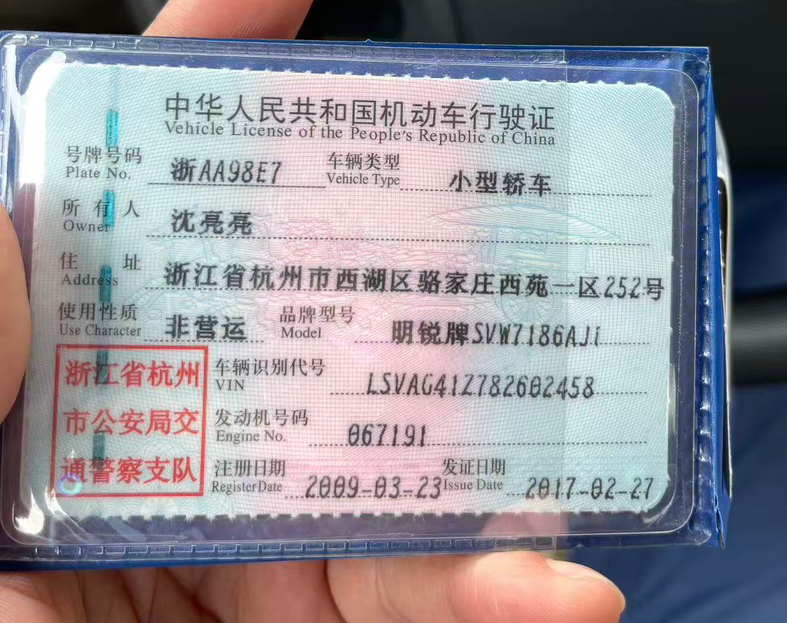 中华人民共和国机动车行驶证
Vehicle License of the People's Republic of China
号牌号码 浙AA98E7 车辆类型 小型轿车
Plate No. Vehicle Type
所有人 沈亮亮
Owner
住址 浙江省杭州市西湖区骆家庄西苑一区252号
Address
使用性质 非营运 品牌型号 明锐牌SVW7186AJi
Use Character Model
浙江省杭州
市公安局交
通警察支队
车辆识别代号 LSVAG41Z782602458
VIN
发动机号码 067191
Engine No.
注册日期 2009-03-23 发证日期 2017-02-27
Register Date Issue Date